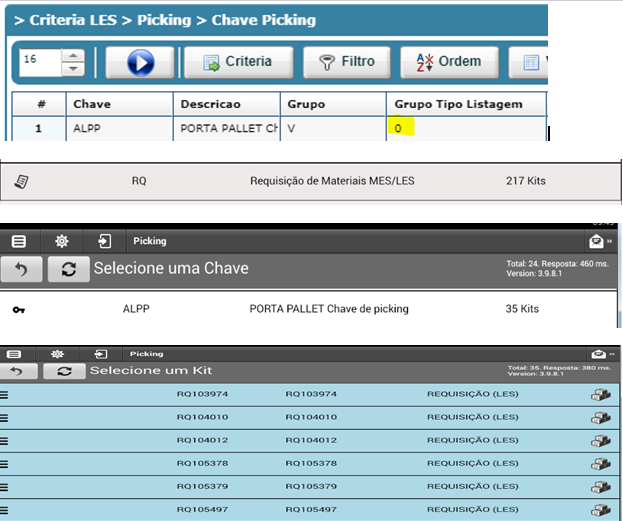 > Criteria LES > Picking > Chave Picking
16 Criteria Filtro Ordem
# Chave Descricao Grupo Grupo Tipo Listagem
1 ALPP PORTA PALLET Ch V 0
RQ Requisição de Materiais MES/LES 217 Kits
Picking
Selecione uma Chave Total: 24. Resposta: 460 ms.
Version: 3.9.8.1
ALPP PORTA PALLET Chave de picking 35 Kits
Picking
Selecione um Kit Total: 35. Resposta: 380 ms.
Version: 3.9.8.1
RQ103974 RQ103974 REQUISIÇÃO (LES)
RQ104010 RQ104010 REQUISIÇÃO (LES)
RQ104012 RQ104012 REQUISIÇÃO (LES)
RQ105378 RQ105378 REQUISIÇÃO (LES)
RQ105379 RQ105379 REQUISIÇÃO (LES)
RQ105497 RQ105497 REQUISIÇÃO (LES)